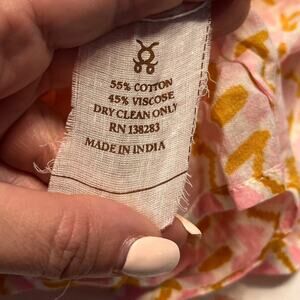 55% COTTON
45% VISCOSE
DRY CLEAN ONLY
RN 138283
MADE IN INDIA